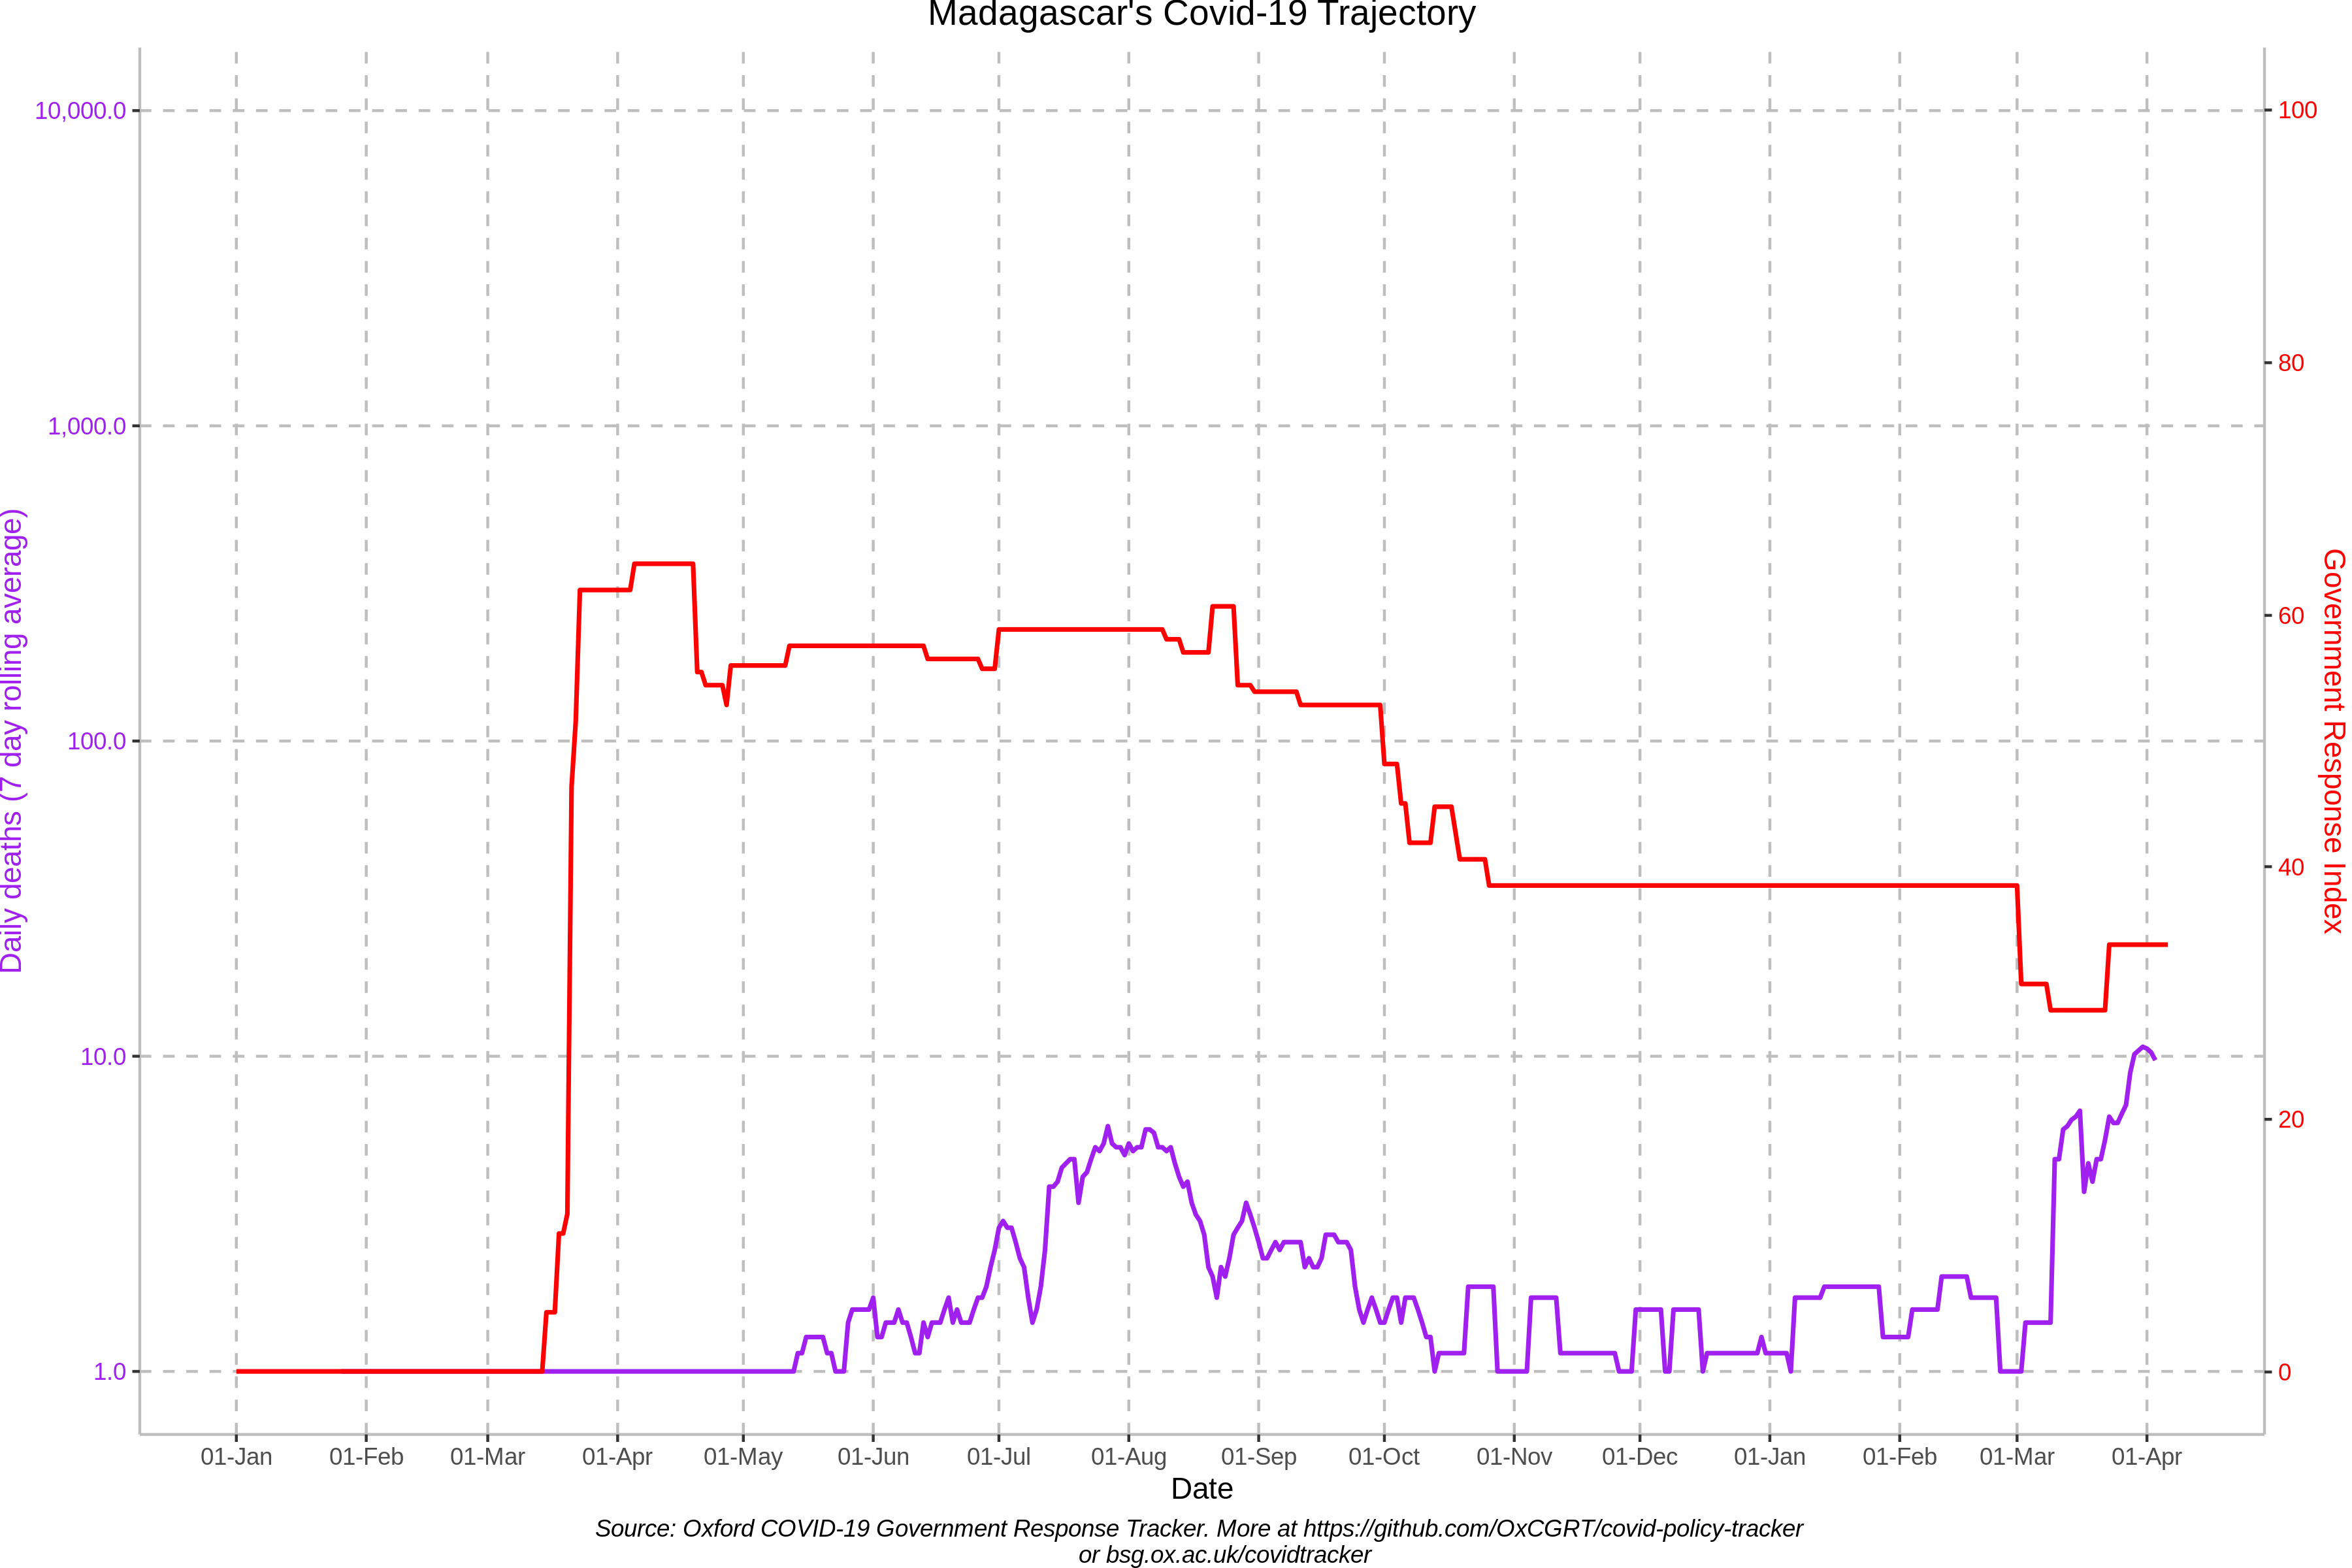 Madagascar's Covid-19 Trajectory
10,000.0
1,000.0
100.0
10.0
1.0
Daily deaths (7 day rolling average)
100
80
60
40
20
0
Government Response Index
01-Jan 01-Feb 01-Mar 01-Apr 01-May 01-Jun 01-Jul 01-Aug 01-Sep 01-Oct 01-Nov 01-Dec 01-Jan 01-Feb 01-Mar 01-Apr
Date
Source: Oxford COVID-19 Government Response Tracker. More at https://github.com/OxCGRT/covid-policy-tracker
or bsg.ox.ac.uk/covidtracker